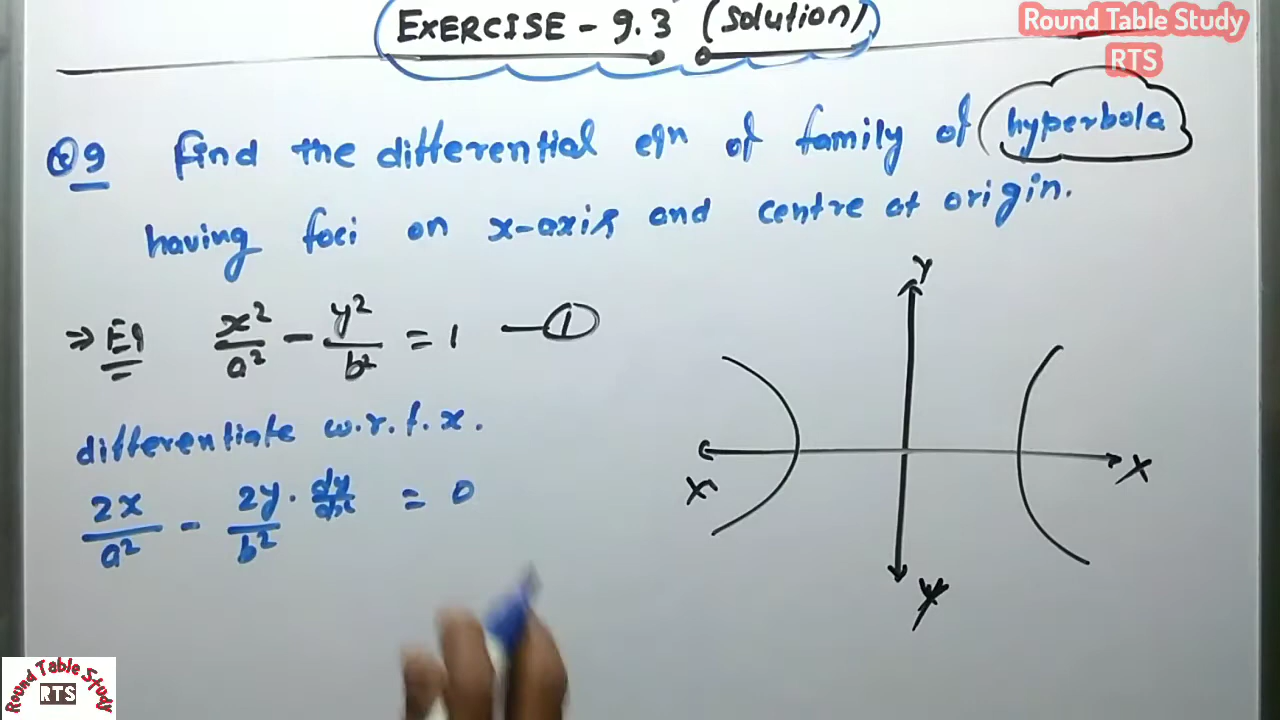 EXERCISE - 9.3 (Solution)
Round Table Study
RTS
Q9 Find the differential eqn of family of hyperbola
having foci on x-axis and centre at origin.
⇒ Eq x²/a² - y²/b² = 1 —①
differentiate w.r.t. x.
2x/a² - 2y/b² · dy/dx = 0
Y
X
X'
Y'
Round Table Study
RTS